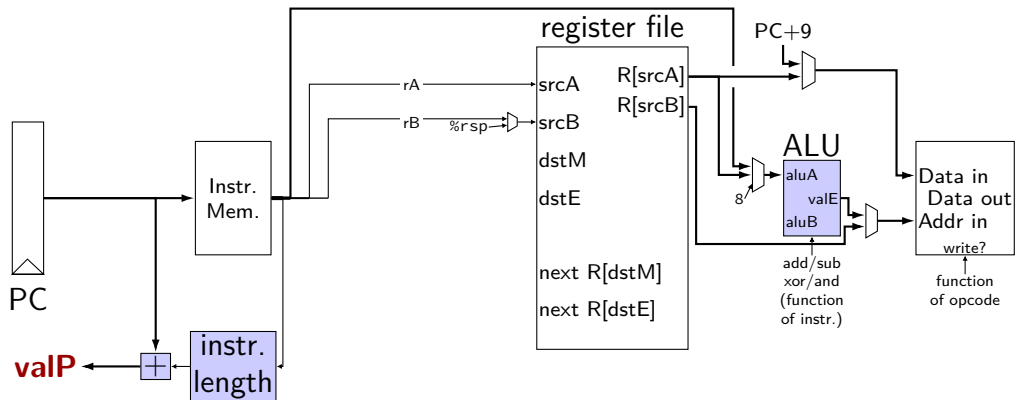 register file
PC+9
rA
srcA
R[srcA]
R[srcB]
rB
%rsp
srcB
ALU
dstM
aluA
Instr.
Mem.
8
valE
Data in
Data out
dstE
aluB
Addr in
write?
add/sub
xor/and
(function
of instr.)
function
of opcode
next R[dstM]
next R[dstE]
PC
instr.
length
+
valP